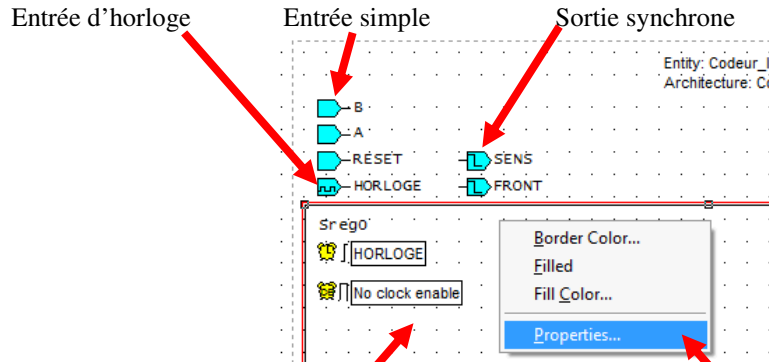 Entrée d'horloge Entrée simple Sortie synchrone
Entity: Codeur_
Architecture:
B
A
RESET SENS
HORLOGE FRONT
Sreg0
HORLOGE
No clock enable
Border Color...
Filled
Fill Color...
Properties...